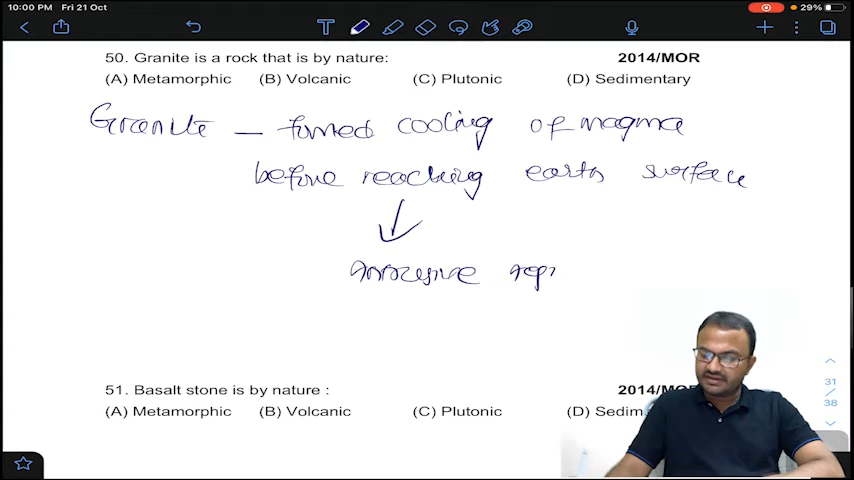 10:00 PM Fri 21 Oct
29%
50. Granite is a rock that is by nature: 2014/MOR
(A) Metamorphic (B) Volcanic (C) Plutonic (D) Sedimentary
Granite — formed cooling of magma
before reaching earth surface
51. Basalt stone is by nature : 2014/MOR
(A) Metamorphic (B) Volcanic (C) Plutonic (D) Sedim
31
38